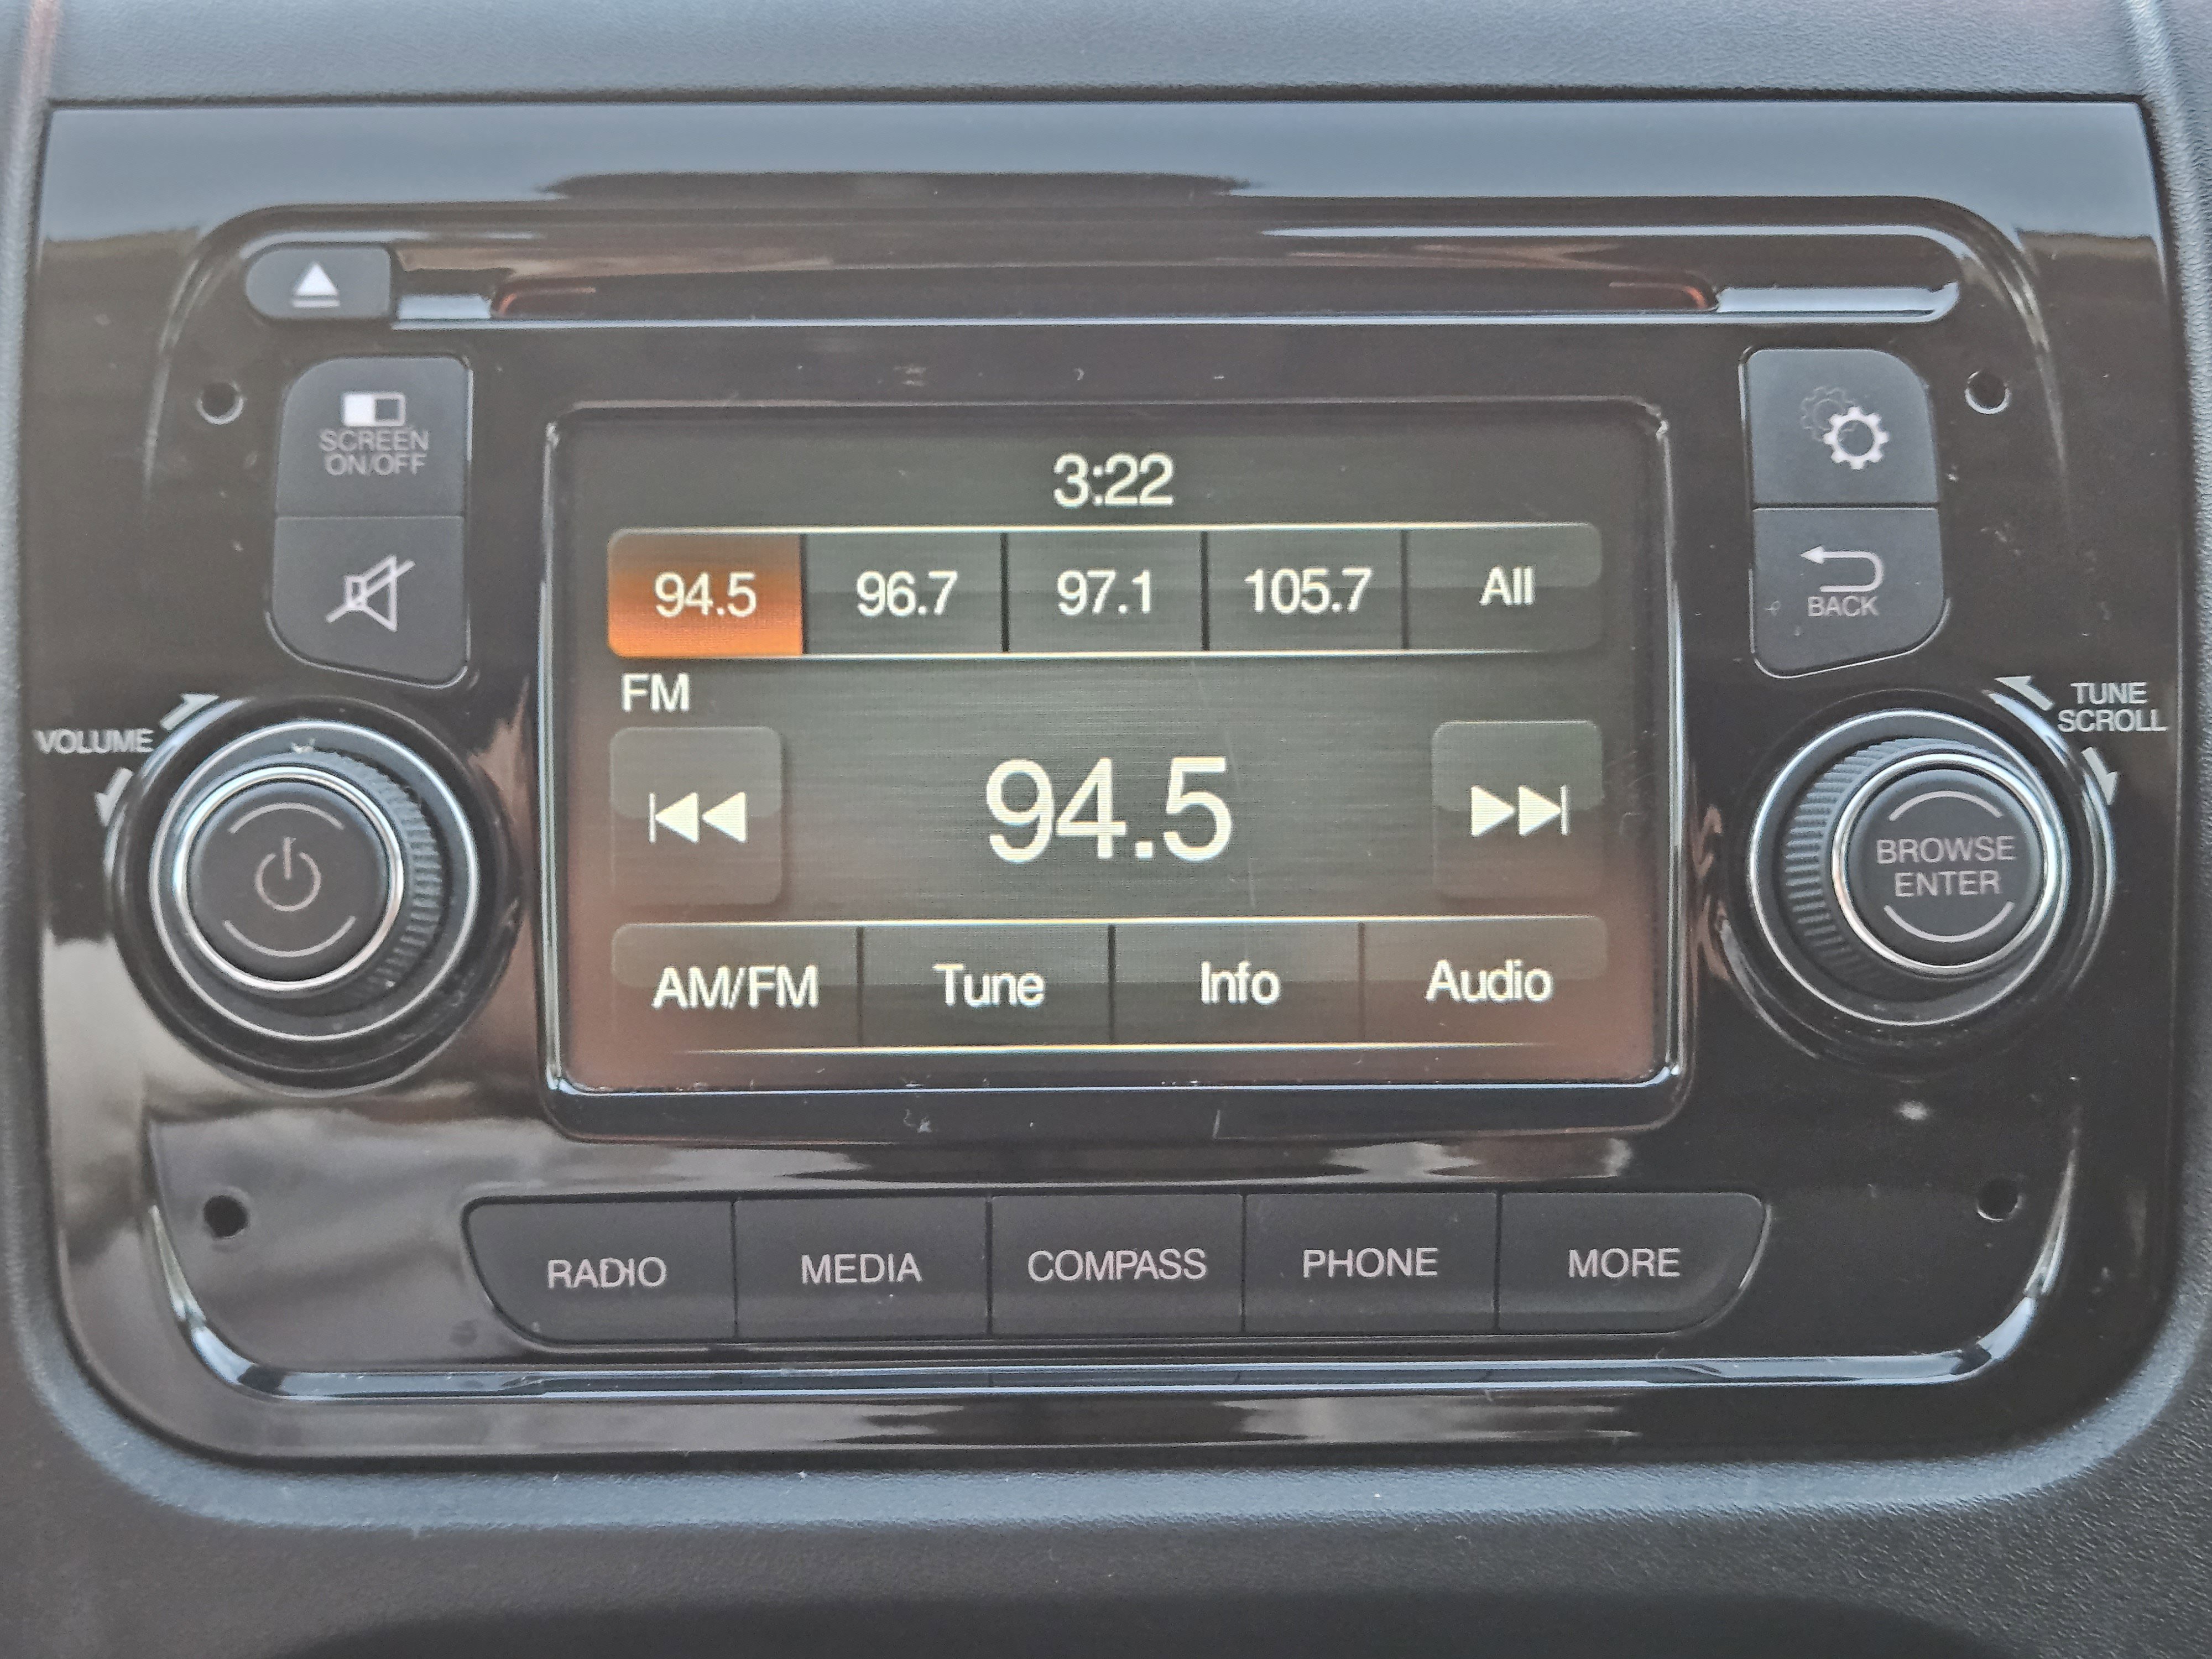 SCREEN
ON/OFF
3:22
94.5 96.7 97.1 105.7 All
BACK
FM
VOLUME
TUNE
SCROLL
94.5
BROWSE
ENTER
AM/FM Tune Info Audio
RADIO MEDIA COMPASS PHONE MORE